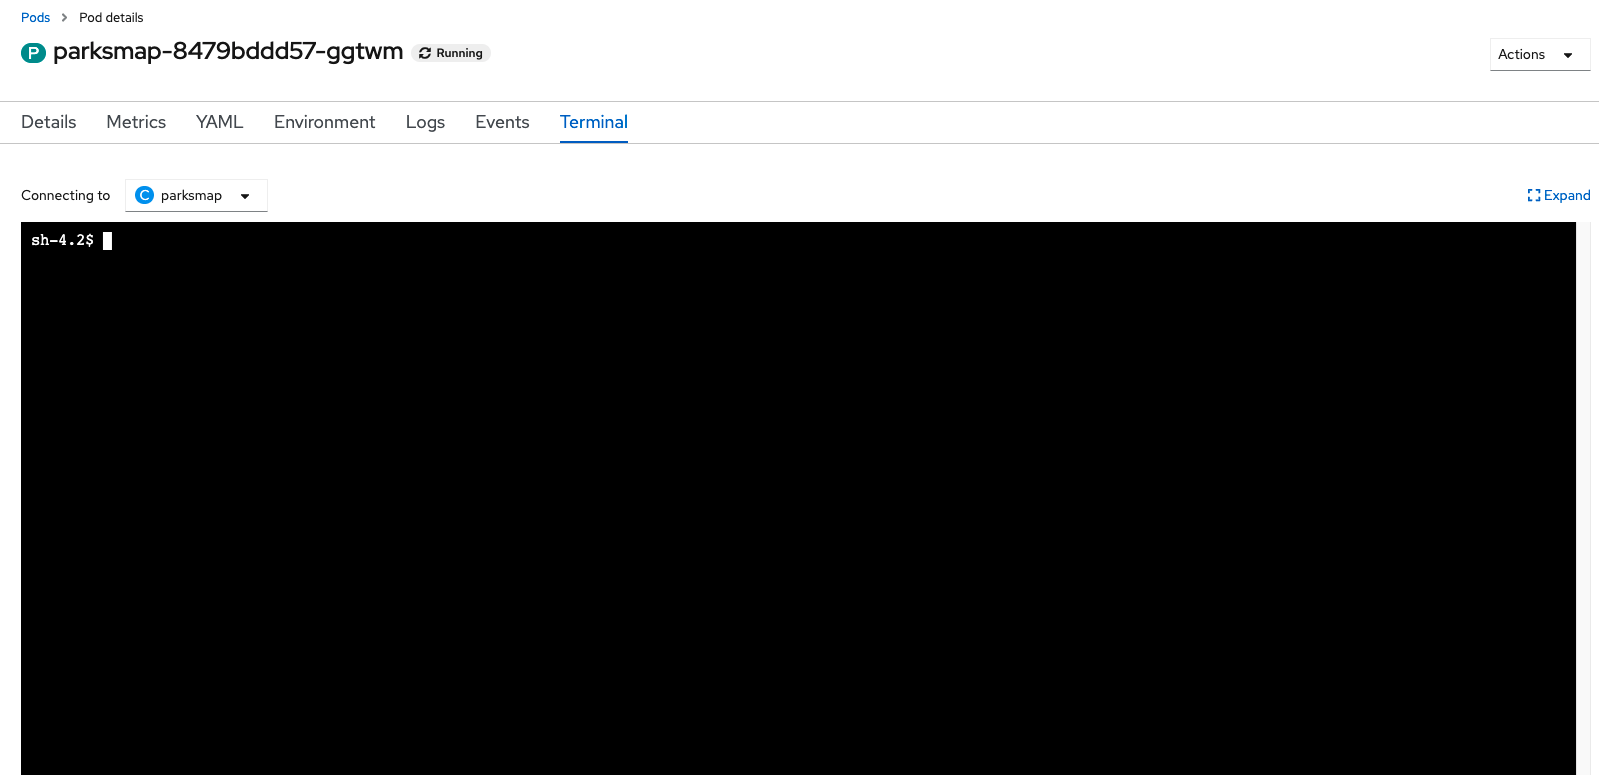 Pods > Pod details
P parksmap-8479bddd57-ggtwm Running
Actions
Details Metrics YAML Environment Logs Events Terminal
Connecting to C parksmap
Expand
sh-4.2$